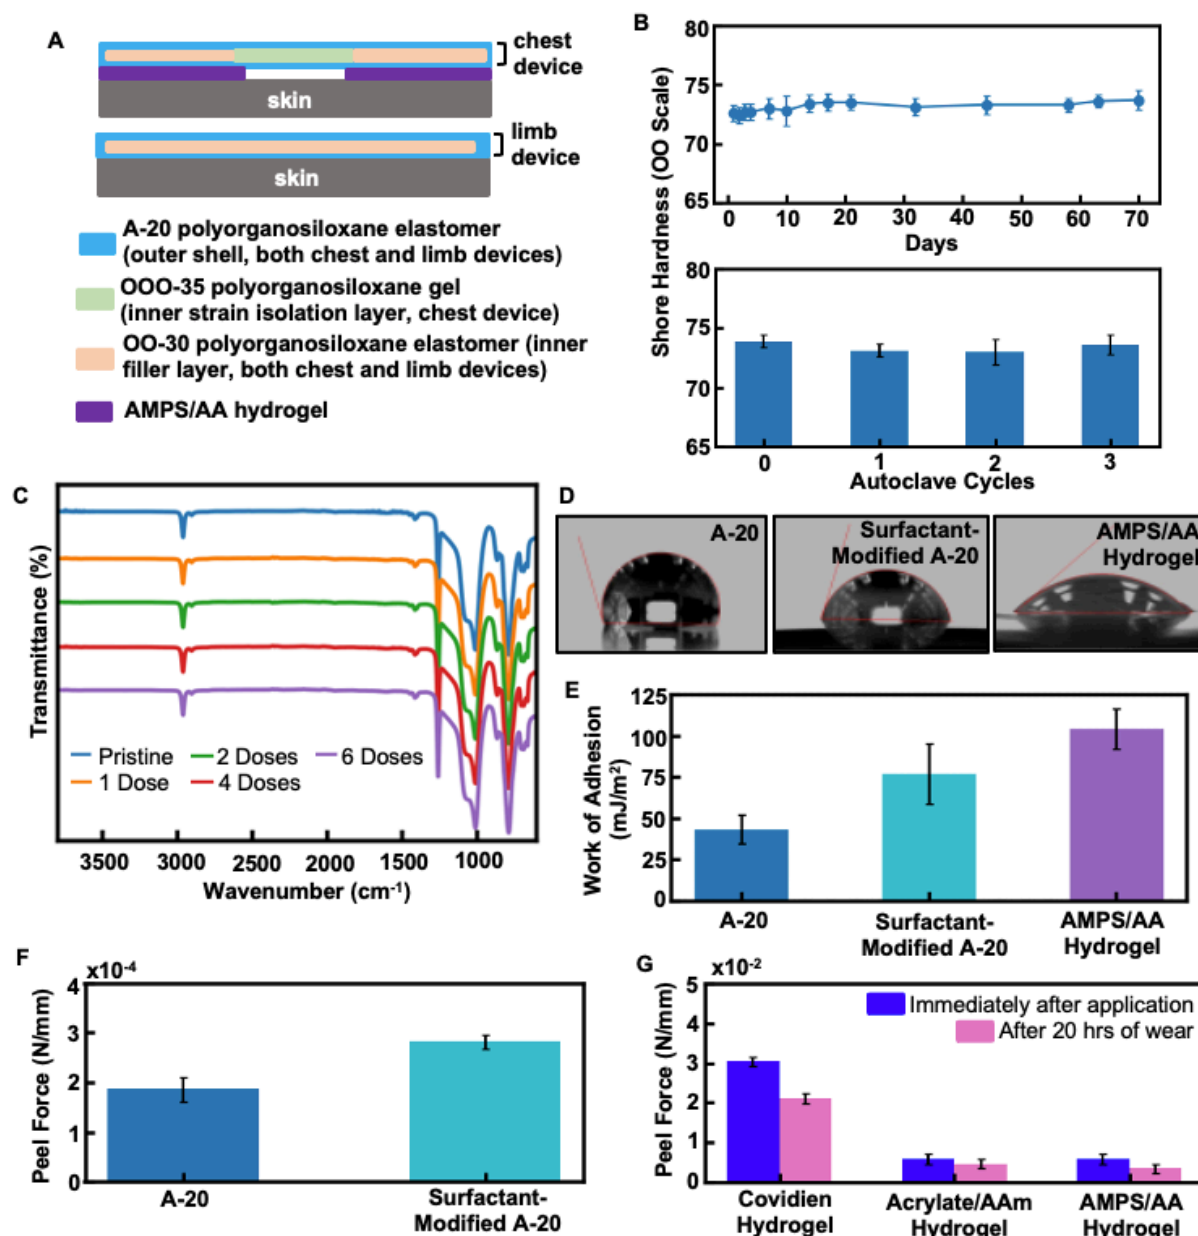 A
chest
device
skin
limb
device
skin
A-20 polyorganosiloxane elastomer
(outer shell, both chest and limb devices)
OOO-35 polyorganosiloxane gel
(inner strain isolation layer, chest device)
OO-30 polyorganosiloxane elastomer (inner
filler layer, both chest and limb devices)
AMPS/AA hydrogel
B
Shore Hardness (OO Scale)
80
75
70
65
0 10 20 30 40 50 60 70
Days
80
75
70
65
0 1 2 3
Autoclave Cycles
C
Transmittance (%)
Pristine
1 Dose
2 Doses
4 Doses
6 Doses
3500 3000 2500 2000 1500 1000
Wavenumber (cm-1)
D
A-20
Surfactant-
Modified A-20
AMPS/AA
Hydrogel
E
Work of Adhesion
(mJ/m2)
125
100
75
50
25
0
A-20
Surfactant-
Modified A-20
AMPS/AA
Hydrogel
F
x10-4
Peel Force (N/mm)
4
3
2
1
0
A-20
Surfactant-
Modified A-20
G
x10-2
Peel Force (N/mm)
5
4
3
2
1
0
Immediately after application
After 20 hrs of wear
Covidien
Hydrogel
Acrylate/AAm
Hydrogel
AMPS/AA
Hydrogel